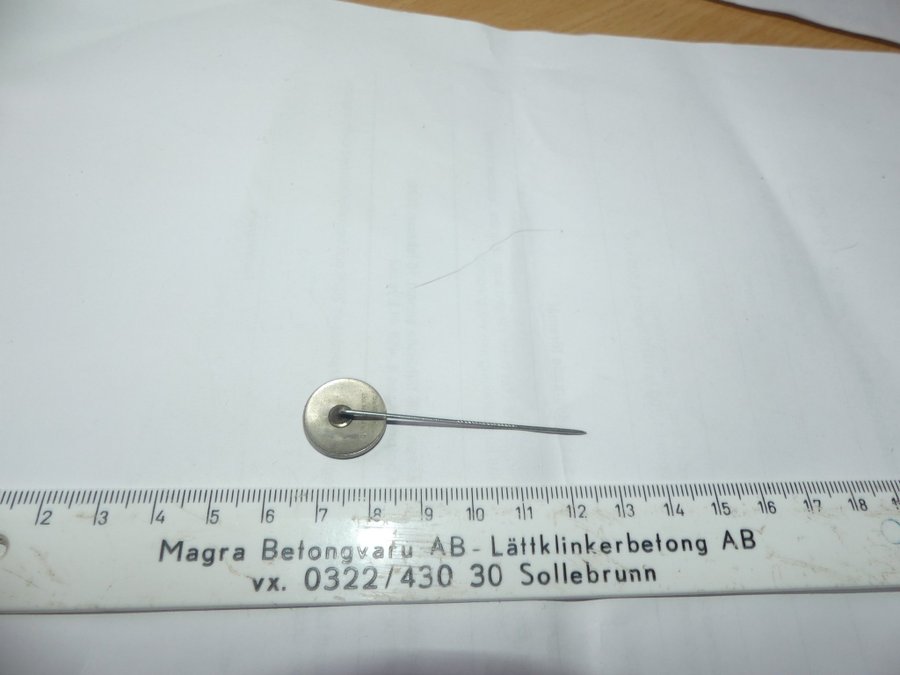 2 3 4 5 6 7 8 9 10 11 12 13 14 15 16 17 18
Magra Betongvaru AB - Lättklinkerbetong AB
vx. 0322/430 30 Sollebrunn